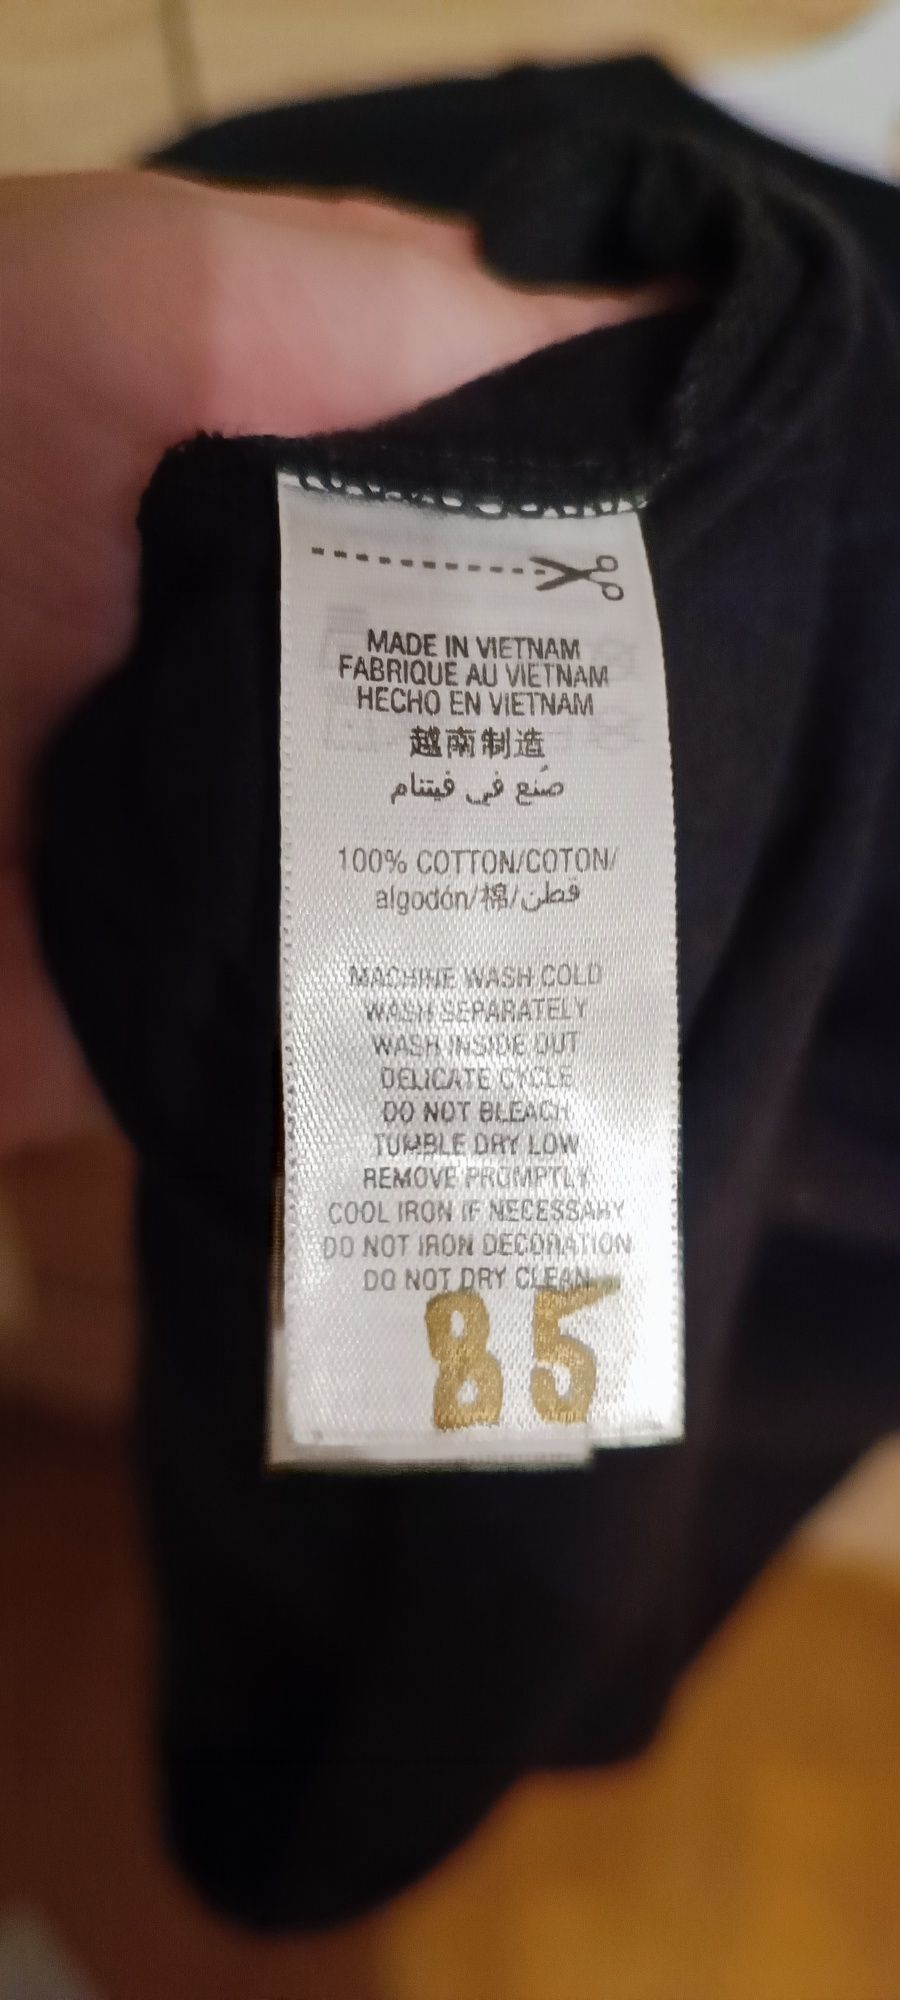 MADE IN VIETNAM
FABRIQUE AU VIETNAM
HECHO EN VIETNAM
越南制造
صُنع في فيتنام
100% COTTON/COTON/
algodón/棉/قطن
MACHINE WASH COLD
WASH SEPARATELY
WASH INSIDE OUT
DELICATE CYCLE
DO NOT BLEACH
TUMBLE DRY LOW
REMOVE PROMPTLY
COOL IRON IF NECESSARY
DO NOT IRON DECORATION
DO NOT DRY CLEAN
85